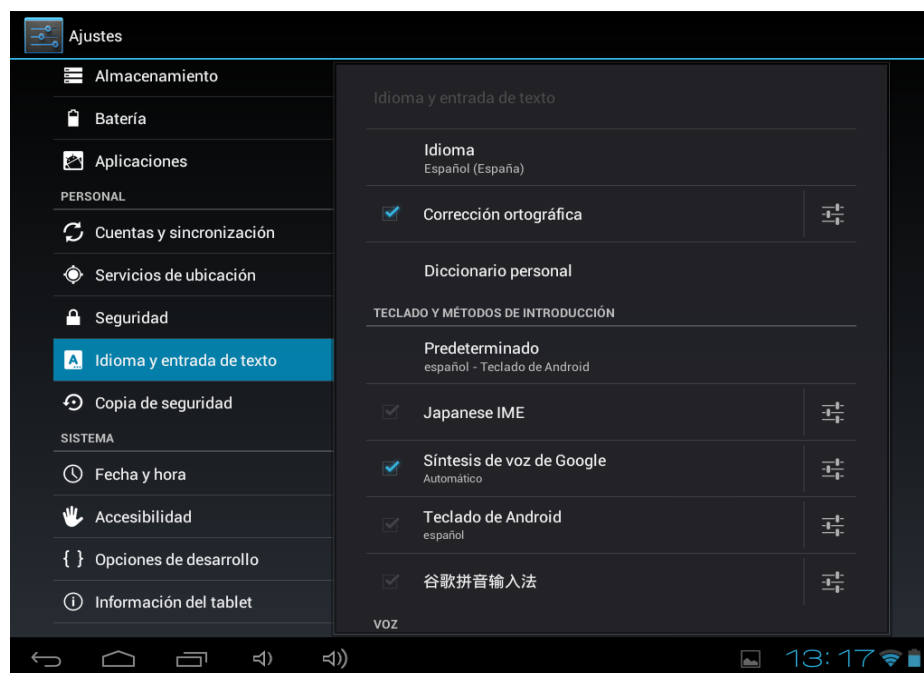 Ajustes
Almacenamiento
Batería
Aplicaciones
PERSONAL
Cuentas y sincronización
Servicios de ubicación
Seguridad
Idioma y entrada de texto
Copia de seguridad
SISTEMA
Fecha y hora
Accesibilidad
{ } Opciones de desarrollo
Información del tablet
Idioma y entrada de texto
Idioma
Español (España)
Corrección ortográfica
Diccionario personal
TECLADO Y MÉTODOS DE INTRODUCCIÓN
Predeterminado
español - Teclado de Android
Japanese IME
Síntesis de voz de Google
Automático
Teclado de Android
español
谷歌拼音输入法
VOZ
13:17